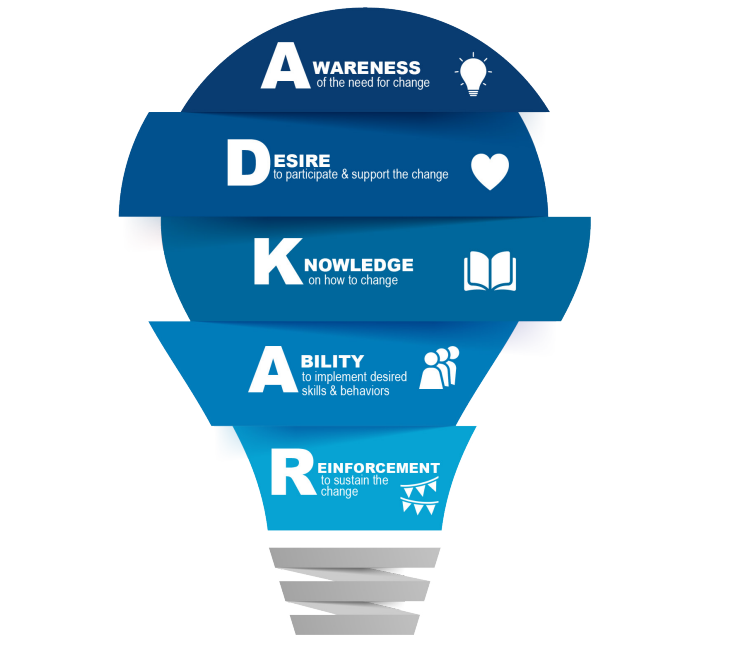 AWARENESS
of the need for change
DESIRE
to participate & support the change
KNOWLEDGE
on how to change
ABILITY
to implement desired
skills & behaviors
REINFORCEMENT
to sustain the
change